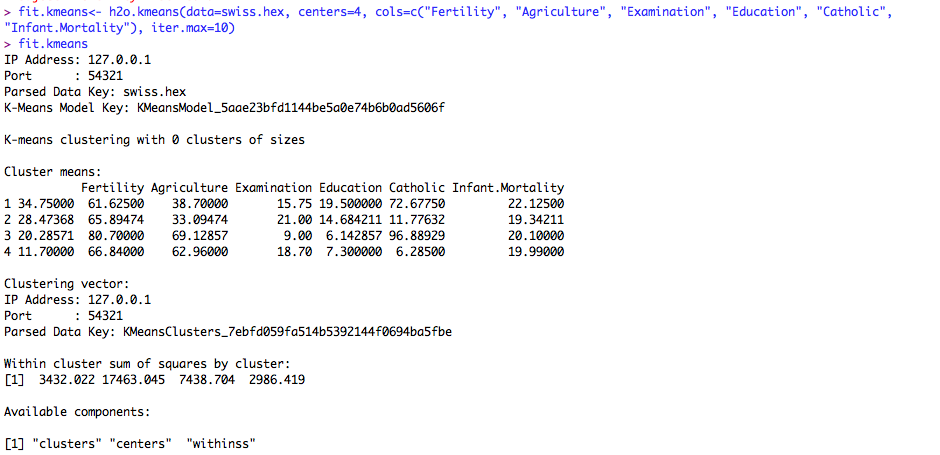 > fit.kmeans<- h2o.kmeans(data=swiss.hex, centers=4, cols=c("Fertility", "Agriculture", "Examination", "Education", "Catholic",
"Infant.Mortality"), iter.max=10)
> fit.kmeans
IP Address: 127.0.0.1
Port      : 54321
Parsed Data Key: swiss.hex
K-Means Model Key: KMeansModel_5aae23bfd1144be5a0e74b6b0ad5606f
K-means clustering with 0 clusters of sizes
Cluster means:
           Fertility Agriculture Examination Education Catholic Infant.Mortality
1 34.75000  61.62500    38.70000       15.75 19.500000 72.67750         22.12500
2 28.47368  65.89474    33.09474       21.00 14.684211 11.77632         19.34211
3 20.28571  80.70000    69.12857        9.00  6.142857 96.88929         20.10000
4 11.70000  66.84000    62.96000       18.70  7.300000  6.28500         19.99000
Clustering vector:
IP Address: 127.0.0.1
Port      : 54321
Parsed Data Key: KMeansClusters_7ebfd059fa514b5392144f0694ba5fbe
Within cluster sum of squares by cluster:
[1]  3432.022 17463.045  7438.704  2986.419
Available components:
[1] "clusters" "centers"  "withinss"